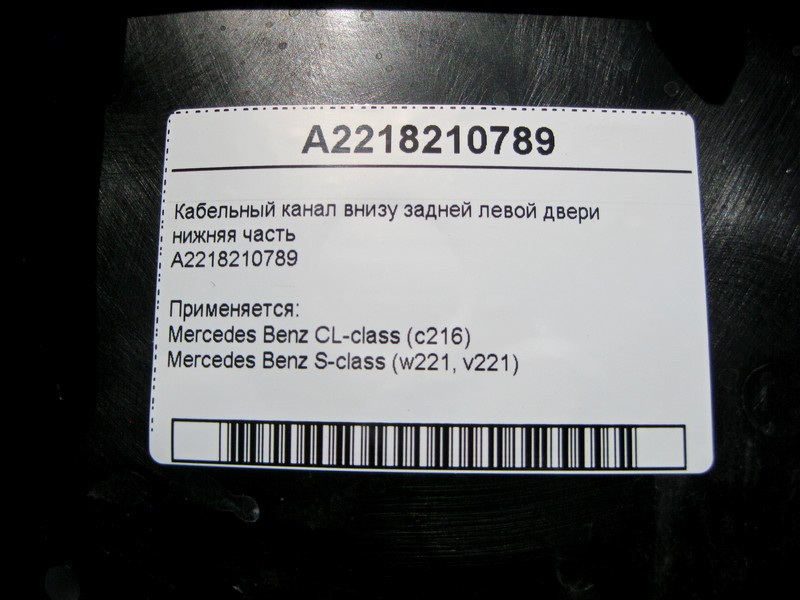 A2218210789
Кабельный канал внизу задней левой двери
нижняя часть
A2218210789
Применяется:
Mercedes Benz CL-class (c216)
Mercedes Benz S-class (w221, v221)